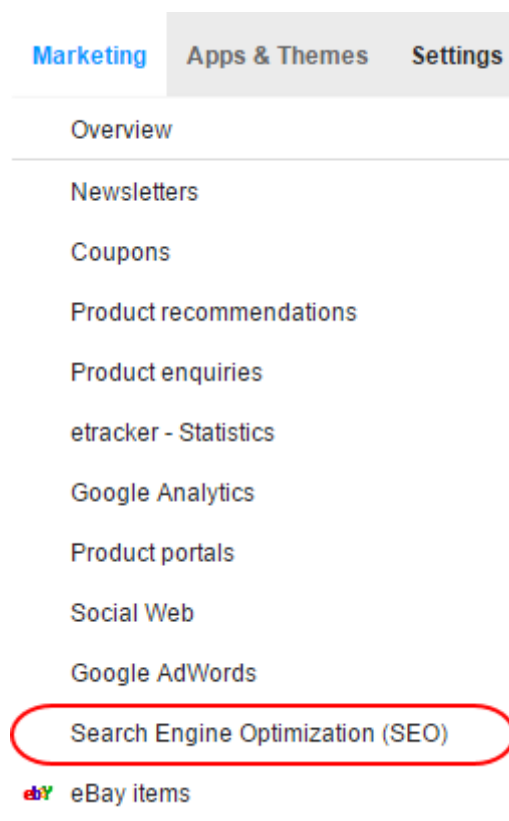 Marketing Apps & Themes Settings
Overview
Newsletters
Coupons
Product recommendations
Product enquiries
etracker - Statistics
Google Analytics
Product portals
Social Web
Google AdWords
Search Engine Optimization (SEO)
ebY eBay items